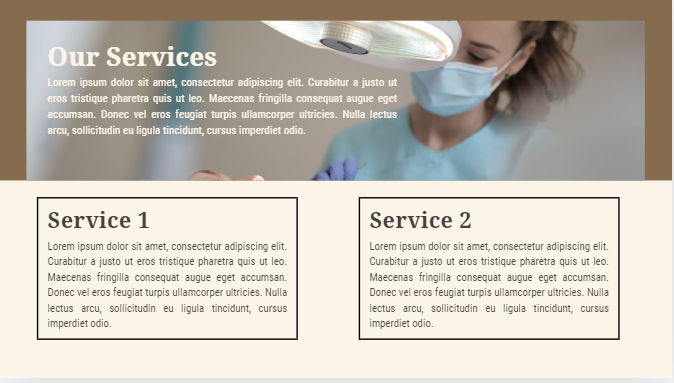 Our Services
Lorem ipsum dolor sit amet, consectetur adipiscing elit. Curabitur a justo ut
eros tristique pharetra quis ut leo. Maecenas fringilla consequat augue eget
accumsan. Donec vel eros feugiat turpis ullamcorper ultricies. Nulla lectus
arcu, sollicitudin eu ligula tincidunt, cursus imperdiet odio.
Service 1
Lorem ipsum dolor sit amet, consectetur adipiscing elit.
Curabitur a justo ut eros tristique pharetra quis ut leo.
Maecenas fringilla consequat augue eget accumsan.
Donec vel eros feugiat turpis ullamcorper ultricies. Nulla
lectus arcu, sollicitudin eu ligula tincidunt, cursus
imperdiet odio.
Service 2
Lorem ipsum dolor sit amet, consectetur adipiscing elit.
Curabitur a justo ut eros tristique pharetra quis ut leo.
Maecenas fringilla consequat augue eget accumsan.
Donec vel eros feugiat turpis ullamcorper ultricies. Nulla
lectus arcu, sollicitudin eu ligula tincidunt, cursus
imperdiet odio.